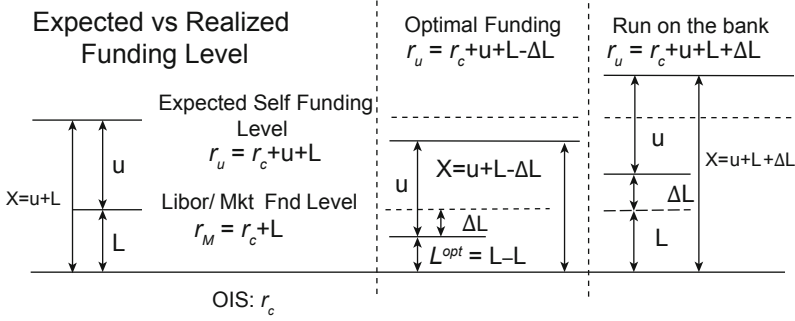 Expected vs Realized
Funding Level
X=u+L
u
L
Expected Self Funding
Level
r_u = r_c+u+L
Libor/ Mkt Fnd Level
r_M = r_c+L
OIS: r_c
Optimal Funding
r_u = r_c+u+L-ΔL
u
X=u+L-ΔL
ΔL
L^opt = L–L
Run on the bank
r_u = r_c+u+L+ΔL
u
X=u+L+ΔL
ΔL
L